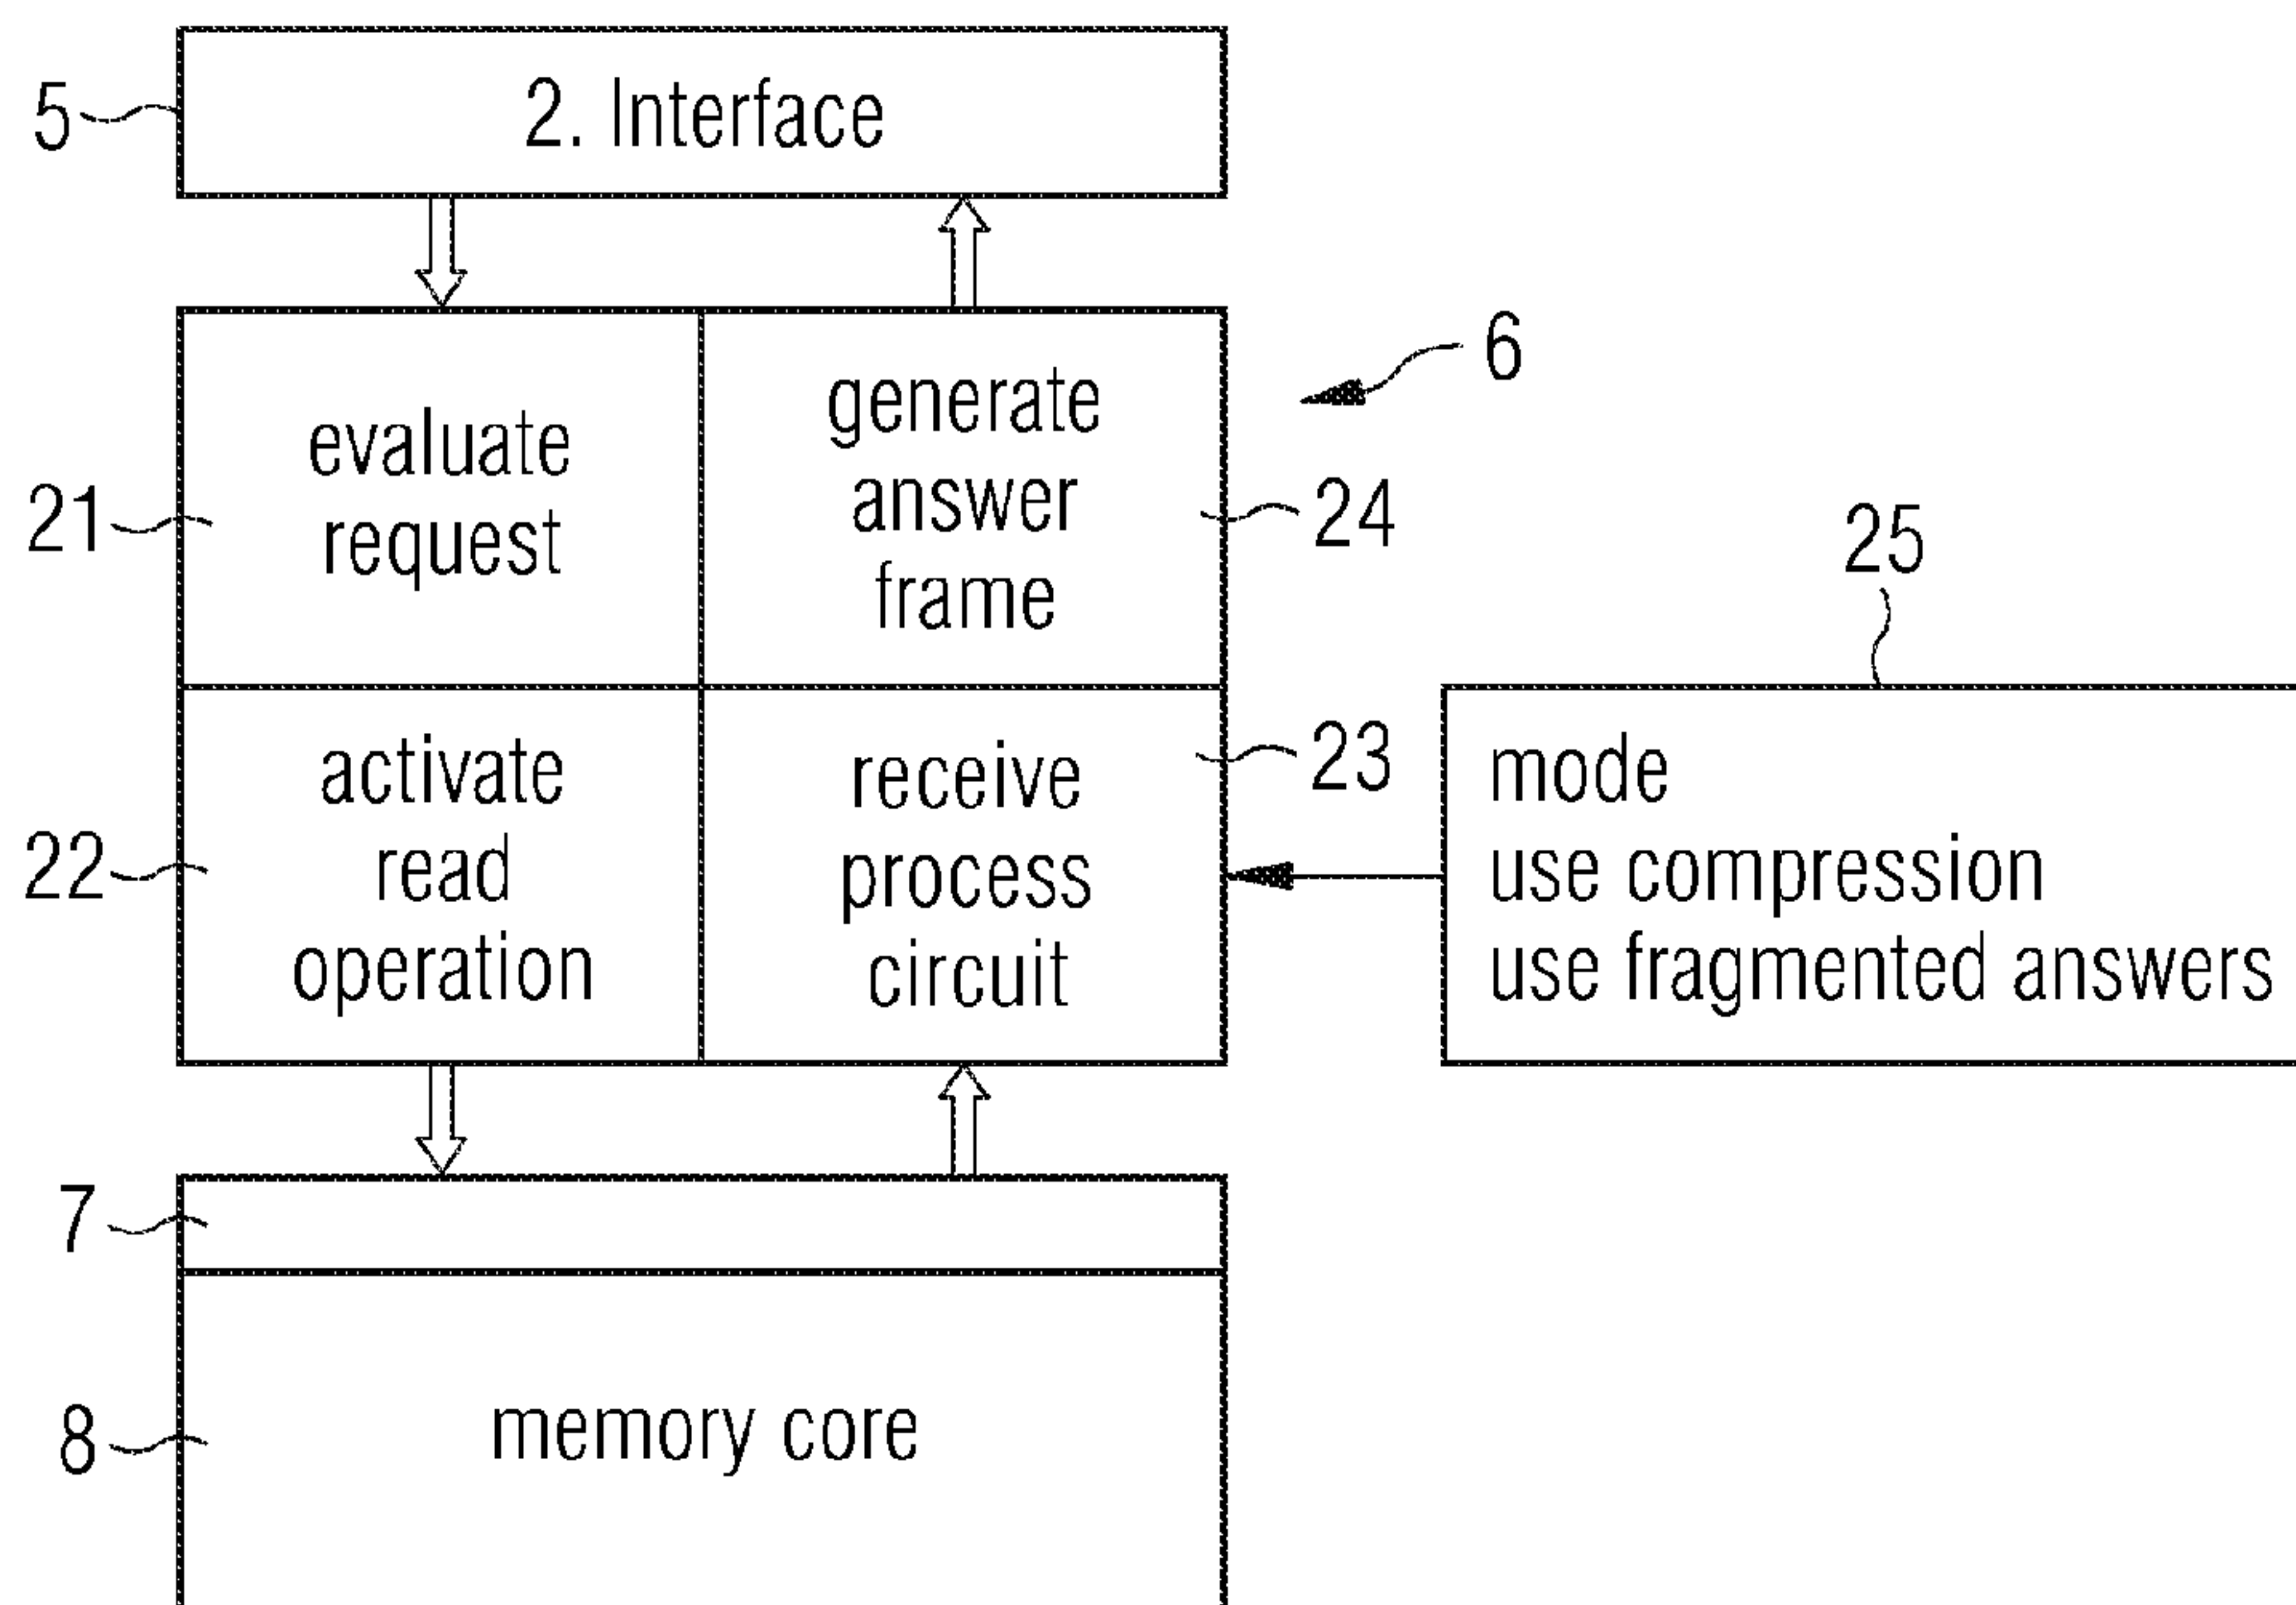 5
2. Interface
6
evaluate
request
21
generate
answer
frame
24
25
activate
read
operation
22
receive
process
circuit
23
mode
use compression
use fragmented answers
7
8
memory core